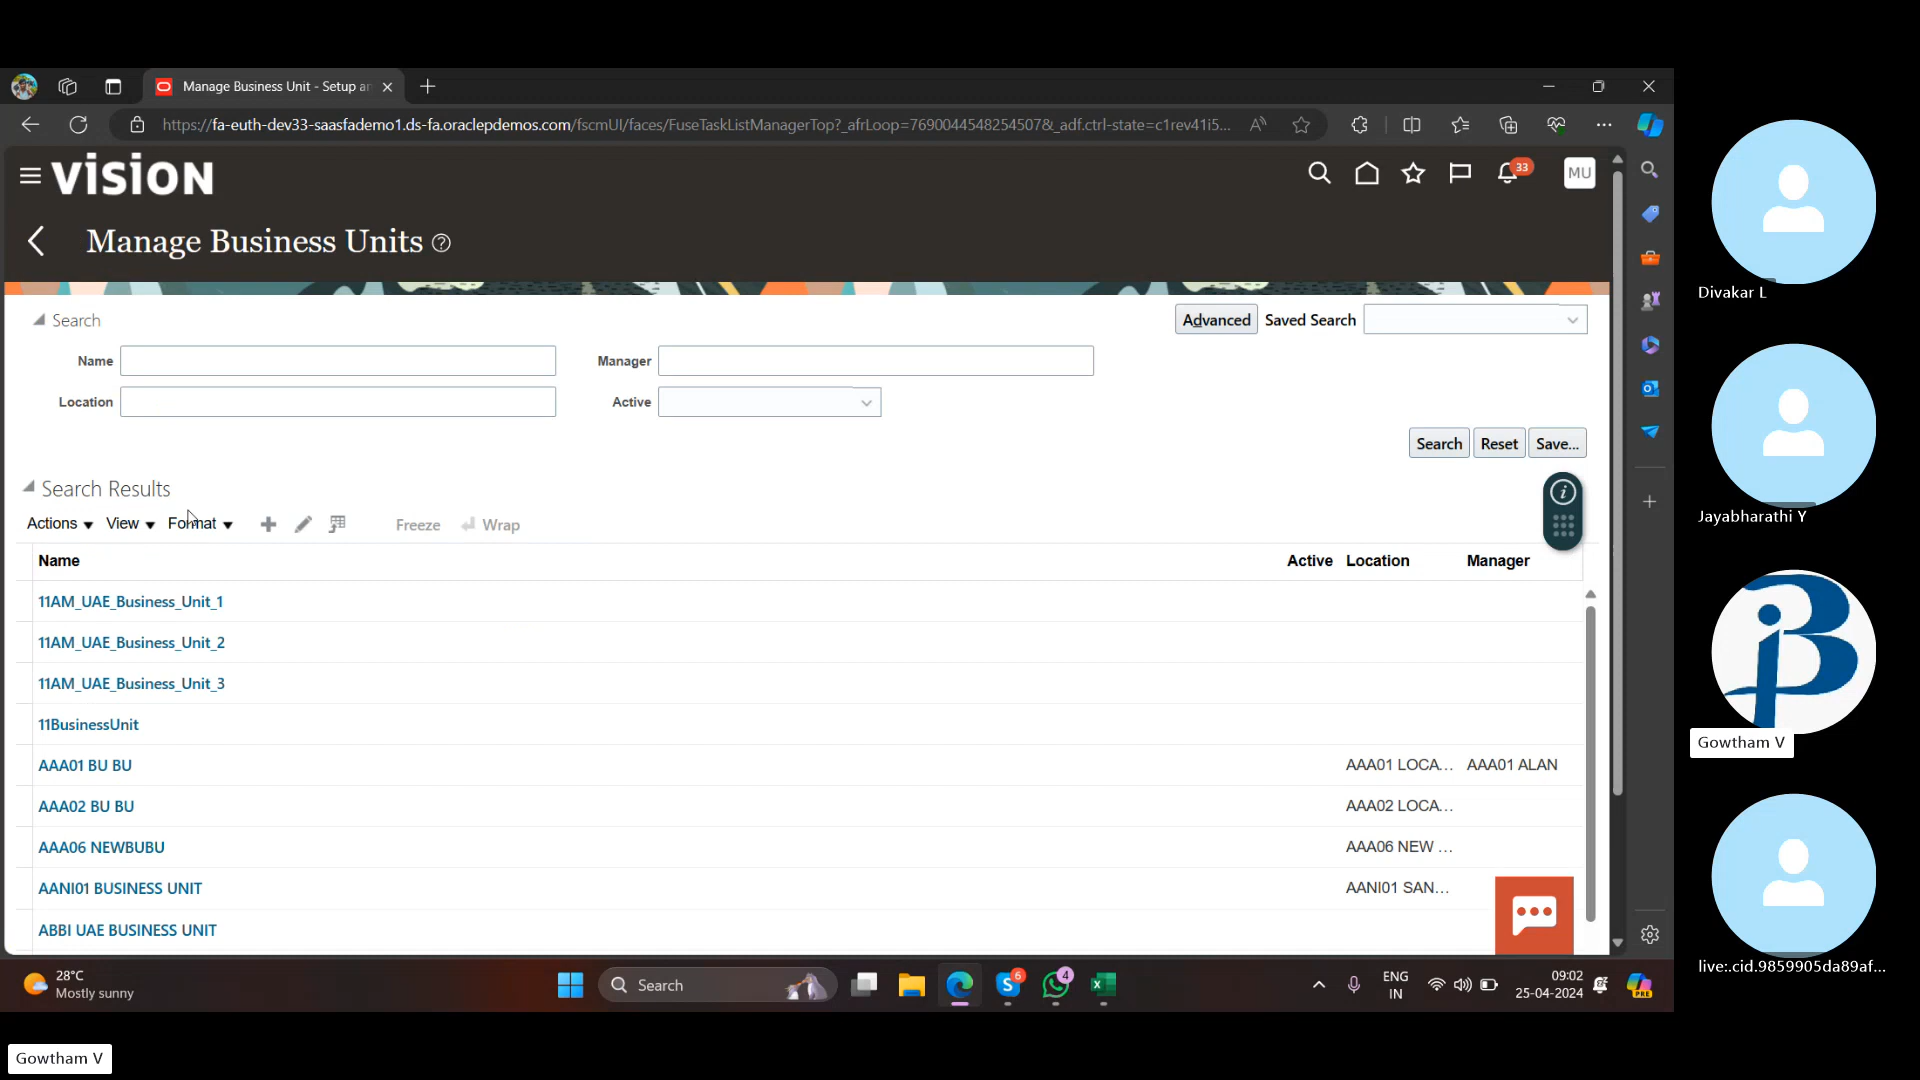 Manage Business Unit - Setup an
https://fa-euth-dev33-saasfademo1.ds-fa.oraclepdemos.com/fscmUI/faces/FuseTaskListManagerTop?_afrLoop=7690044548254507&_adf.ctrl-state=c1rev41i5...
vision
33
MU
Manage Business Units
Search
Advanced
Saved Search
Name
Manager
Location
Active
Search
Reset
Save...
Search Results
Actions
View
Format
Freeze
Wrap
Name
Active
Location
Manager
11AM_UAE_Business_Unit_1
11AM_UAE_Business_Unit_2
11AM_UAE_Business_Unit_3
11BusinessUnit
AAA01 BU BU
AAA01 LOCA...
AAA01 ALAN
AAA02 BU BU
AAA02 LOCA...
AAA06 NEWBUBU
AAA06 NEW ...
AANI01 BUSINESS UNIT
AANI01 SAN...
ABBI UAE BUSINESS UNIT
28°C
Mostly sunny
Search
6
4
ENG
IN
09:02
25-04-2024
PRE
Divakar L
Jayabharathi Y
Gowtham V
live:.cid.9859905da89af...
Gowtham V